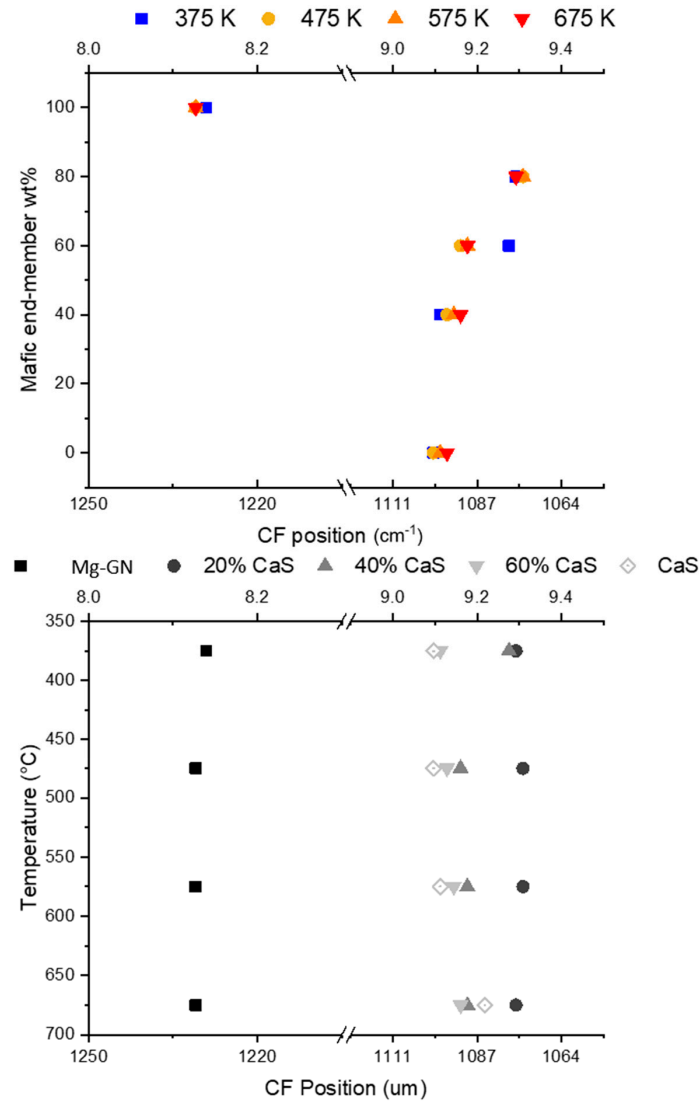 375 K 475 K 575 K 675 K
8.0 8.2 9.0 9.2 9.4
Mafic end-member wt%
100
80
60
40
20
0
1250 1220 1111 1087 1064
CF position (cm⁻¹)
Mg-GN 20% CaS 40% CaS 60% CaS CaS
8.0 8.2 9.0 9.2 9.4
Temperature (°C)
350
400
450
500
550
600
650
700
1250 1220 1111 1087 1064
CF Position (um)